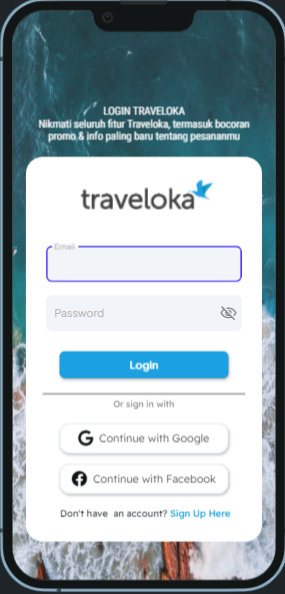 LOGIN TRAVELOKA
Nikmati seluruh fitur Traveloka, termasuk bocoran
promo & info paling baru tentang pesananmu
traveloka
Email
Password
Login
Or sign in with
Continue with Google
Continue with Facebook
Don't have an account? Sign Up Here